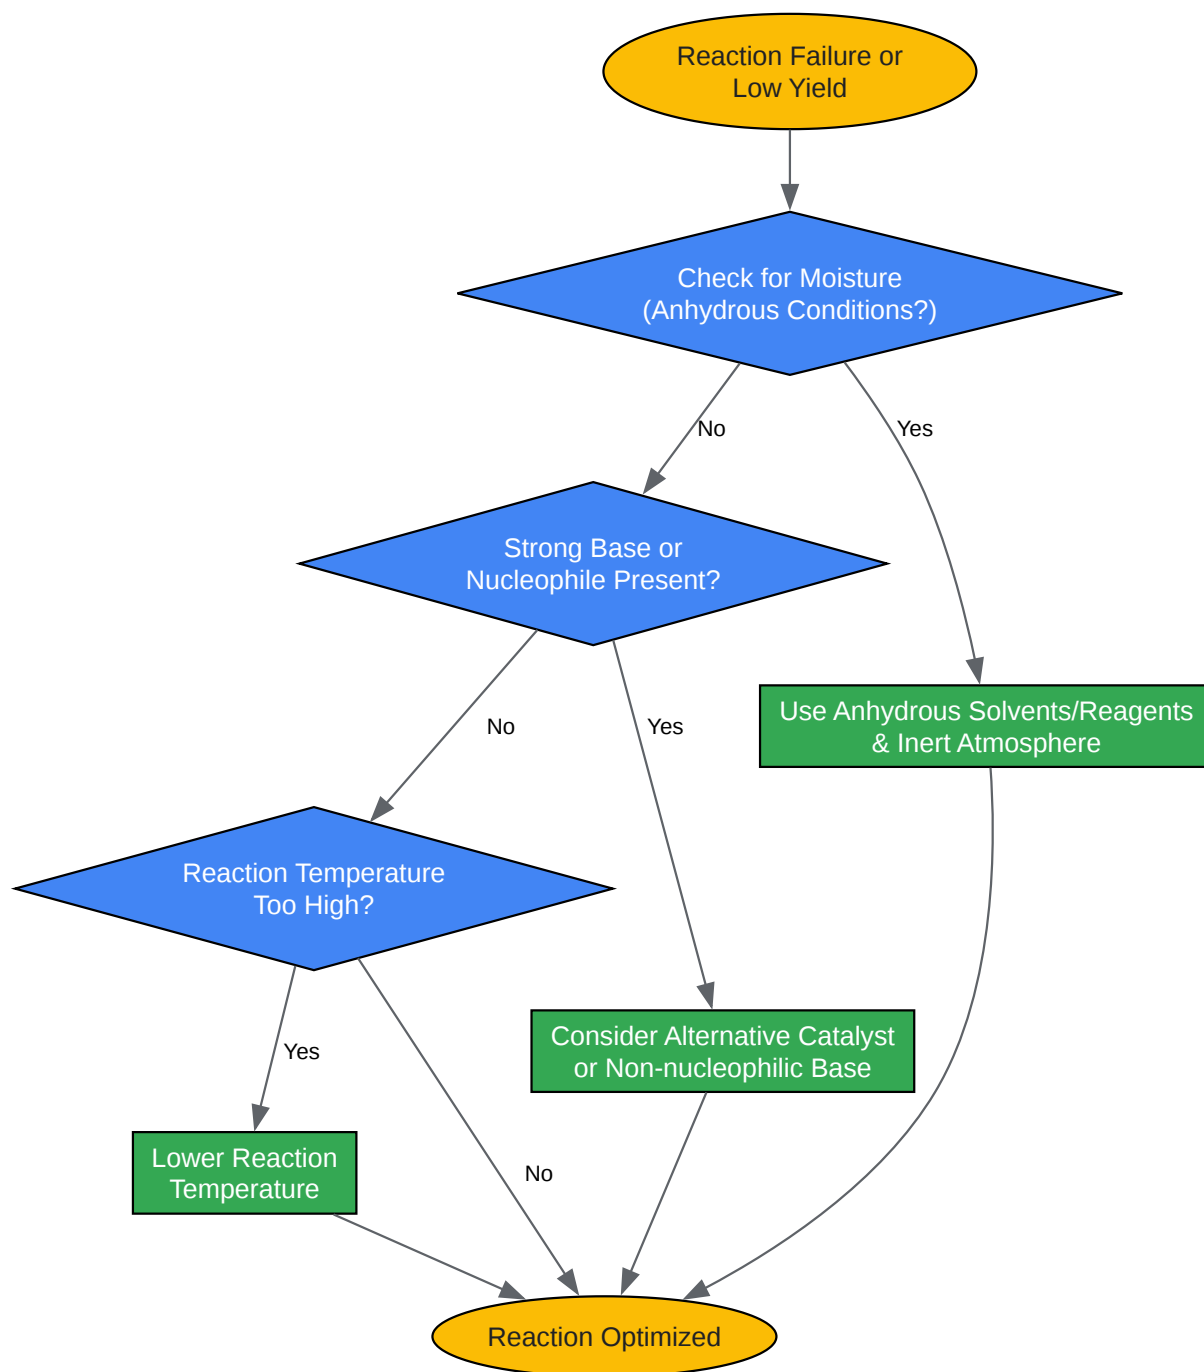 Reaction Failure or
Low Yield
Check for Moisture
(Anhydrous Conditions?)
No
Yes
Strong Base or
Nucleophile Present?
No
Yes
Use Anhydrous Solvents/Reagents
& Inert Atmosphere
Reaction Temperature
Too High?
Yes
Consider Alternative Catalyst
or Non-nucleophilic Base
Lower Reaction
Temperature
No
Reaction Optimized